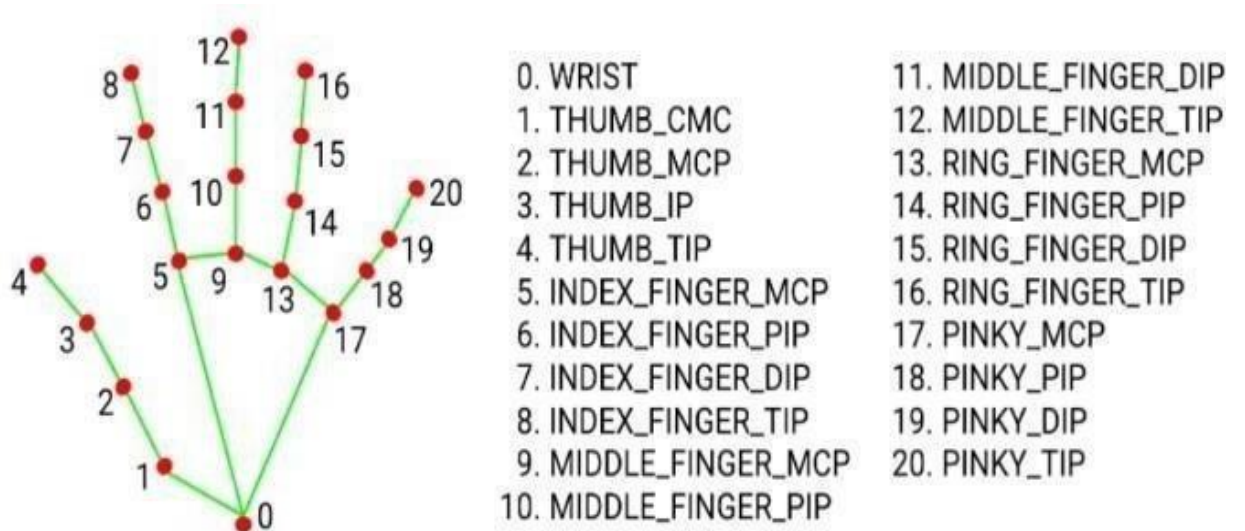 12
8
16
11
7
15
10
6
20
14
19
4
5
9
18
13
3
17
2
1
0
0. WRIST
1. THUMB_CMC
2. THUMB_MCP
3. THUMB_IP
4. THUMB_TIP
5. INDEX_FINGER_MCP
6. INDEX_FINGER_PIP
7. INDEX_FINGER_DIP
8. INDEX_FINGER_TIP
9. MIDDLE_FINGER_MCP
10. MIDDLE_FINGER_PIP
11. MIDDLE_FINGER_DIP
12. MIDDLE_FINGER_TIP
13. RING_FINGER_MCP
14. RING_FINGER_PIP
15. RING_FINGER_DIP
16. RING_FINGER_TIP
17. PINKY_MCP
18. PINKY_PIP
19. PINKY_DIP
20. PINKY_TIP